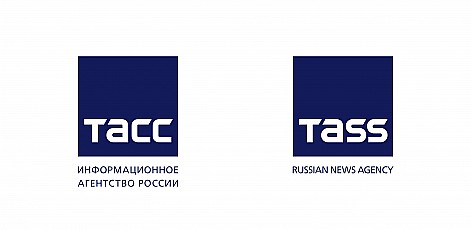 ТАСС
ИНФОРМАЦИОННОЕ
АГЕНТСТВО РОССИИ
TASS
RUSSIAN NEWS AGENCY